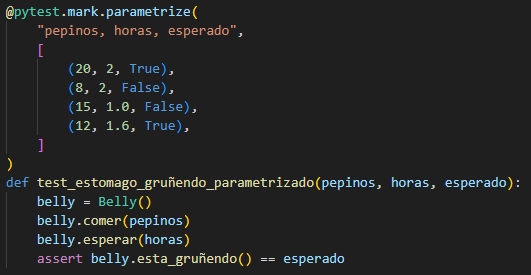 @pytest.mark.parametrize(
    "pepinos, horas, esperado",
    [
        (20, 2, True),
        (8, 2, False),
        (15, 1.0, False),
        (12, 1.6, True),
    ]
)
def test_estomago_gruñendo_parametrizado(pepinos, horas, esperado):
    belly = Belly()
    belly.comer(pepinos)
    belly.esperar(horas)
    assert belly.esta_gruñendo() == esperado